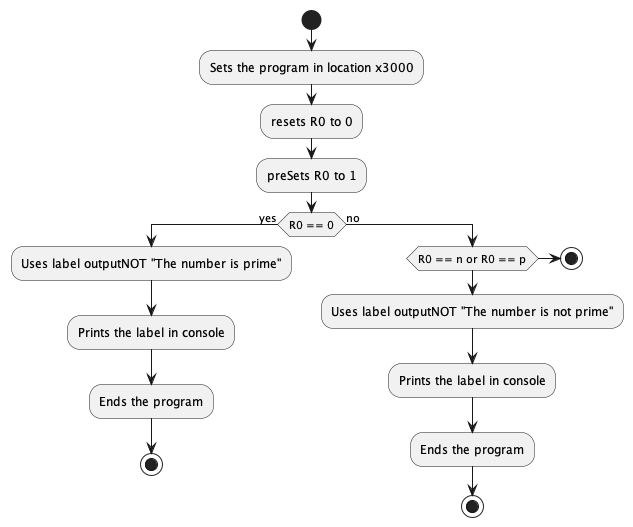 Sets the program in location x3000
resets R0 to 0
preSets R0 to 1
yes
R0 == 0
no
Uses label outputNOT "The number is prime"
Prints the label in console
Ends the program
R0 == n or R0 == p
Uses label outputNOT "The number is not prime"
Prints the label in console
Ends the program